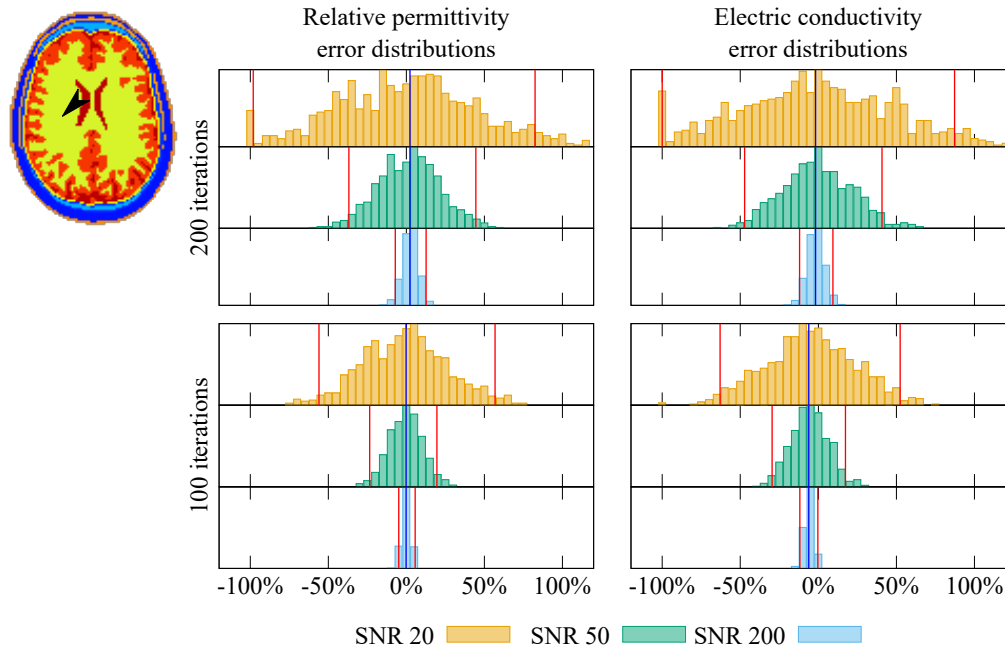 Relative permittivity
error distributions
Electric conductivity
error distributions
200 iterations
100 iterations
-100% -50% 0% 50% 100%
-100% -50% 0% 50% 100%
SNR 20 SNR 50 SNR 200